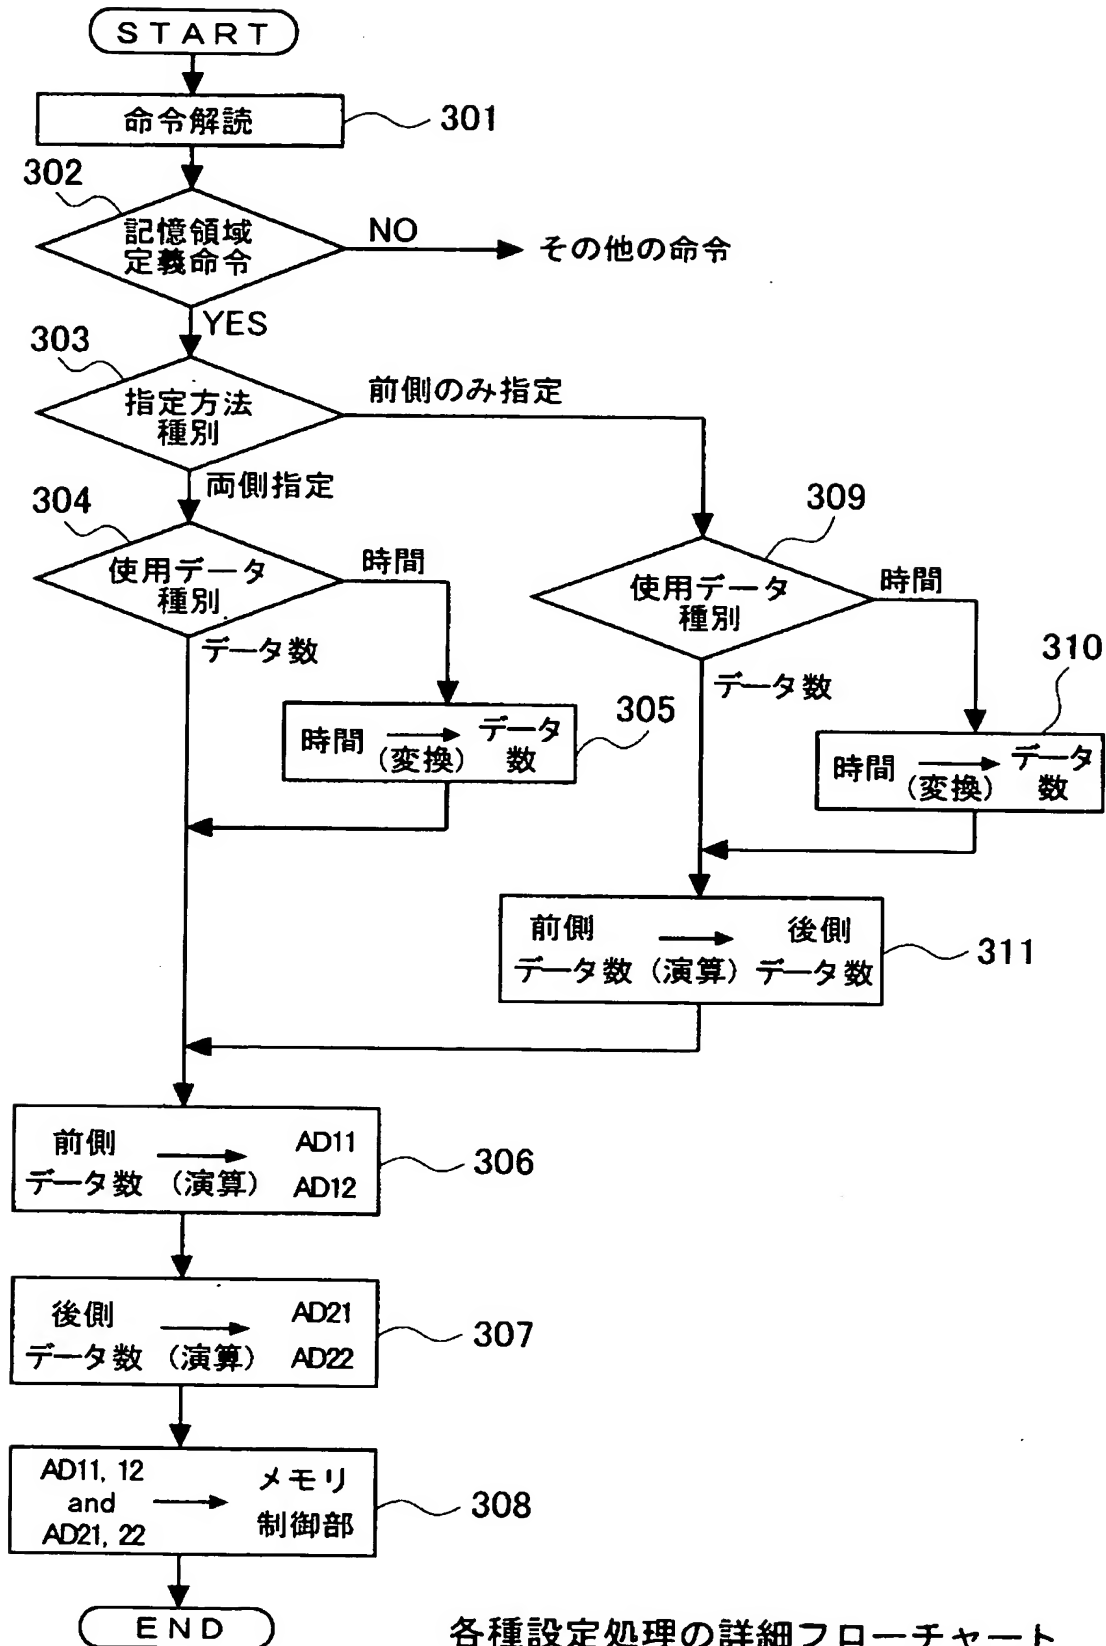 START
命令解読
301
302
記憶領域
定義命令
NO
その他の命令
YES
303
指定方法
種別
前側のみ指定
両側指定
304
使用データ
種別
時間
データ数
309
使用データ
種別
時間
データ数
305
時間 (変換) データ
数
310
時間 (変換) データ
数
前側 後側
データ数 (演算) データ数
311
前側 AD11
データ数 (演算) AD12
306
後側 AD21
データ数 (演算) AD22
307
AD11, 12 メモリ
and
AD21, 22 制御部
308
END
各種設定処理の詳細フローチャート